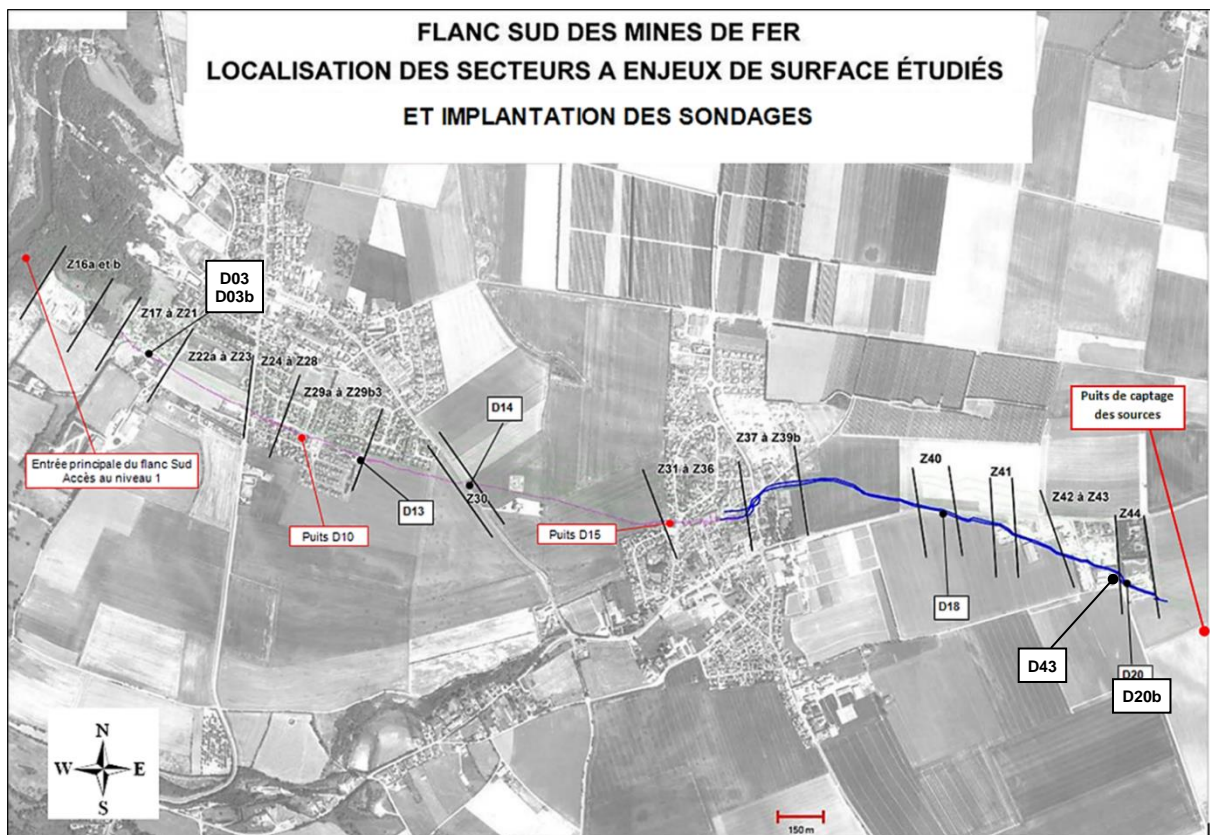 FLANC SUD DES MINES DE FER
LOCALISATION DES SECTEURS A ENJEUX DE SURFACE ÉTUDIÉS
ET IMPLANTATION DES SONDAGES
Z16a et b
D03
D03b
Z17 à Z21
Z22a à Z23
Z24 à Z28
Z29a à Z29b3
D14
Puits de captage
des sources
Entrée principale du flanc Sud
Accès au niveau 1
Puits D10
D13
Z30
Puits D15
Z31 à Z36
Z37 à Z39b
Z40
Z41
Z42 à Z43
Z44
D18
D43
D20
D20b
N
W E
S
150 m